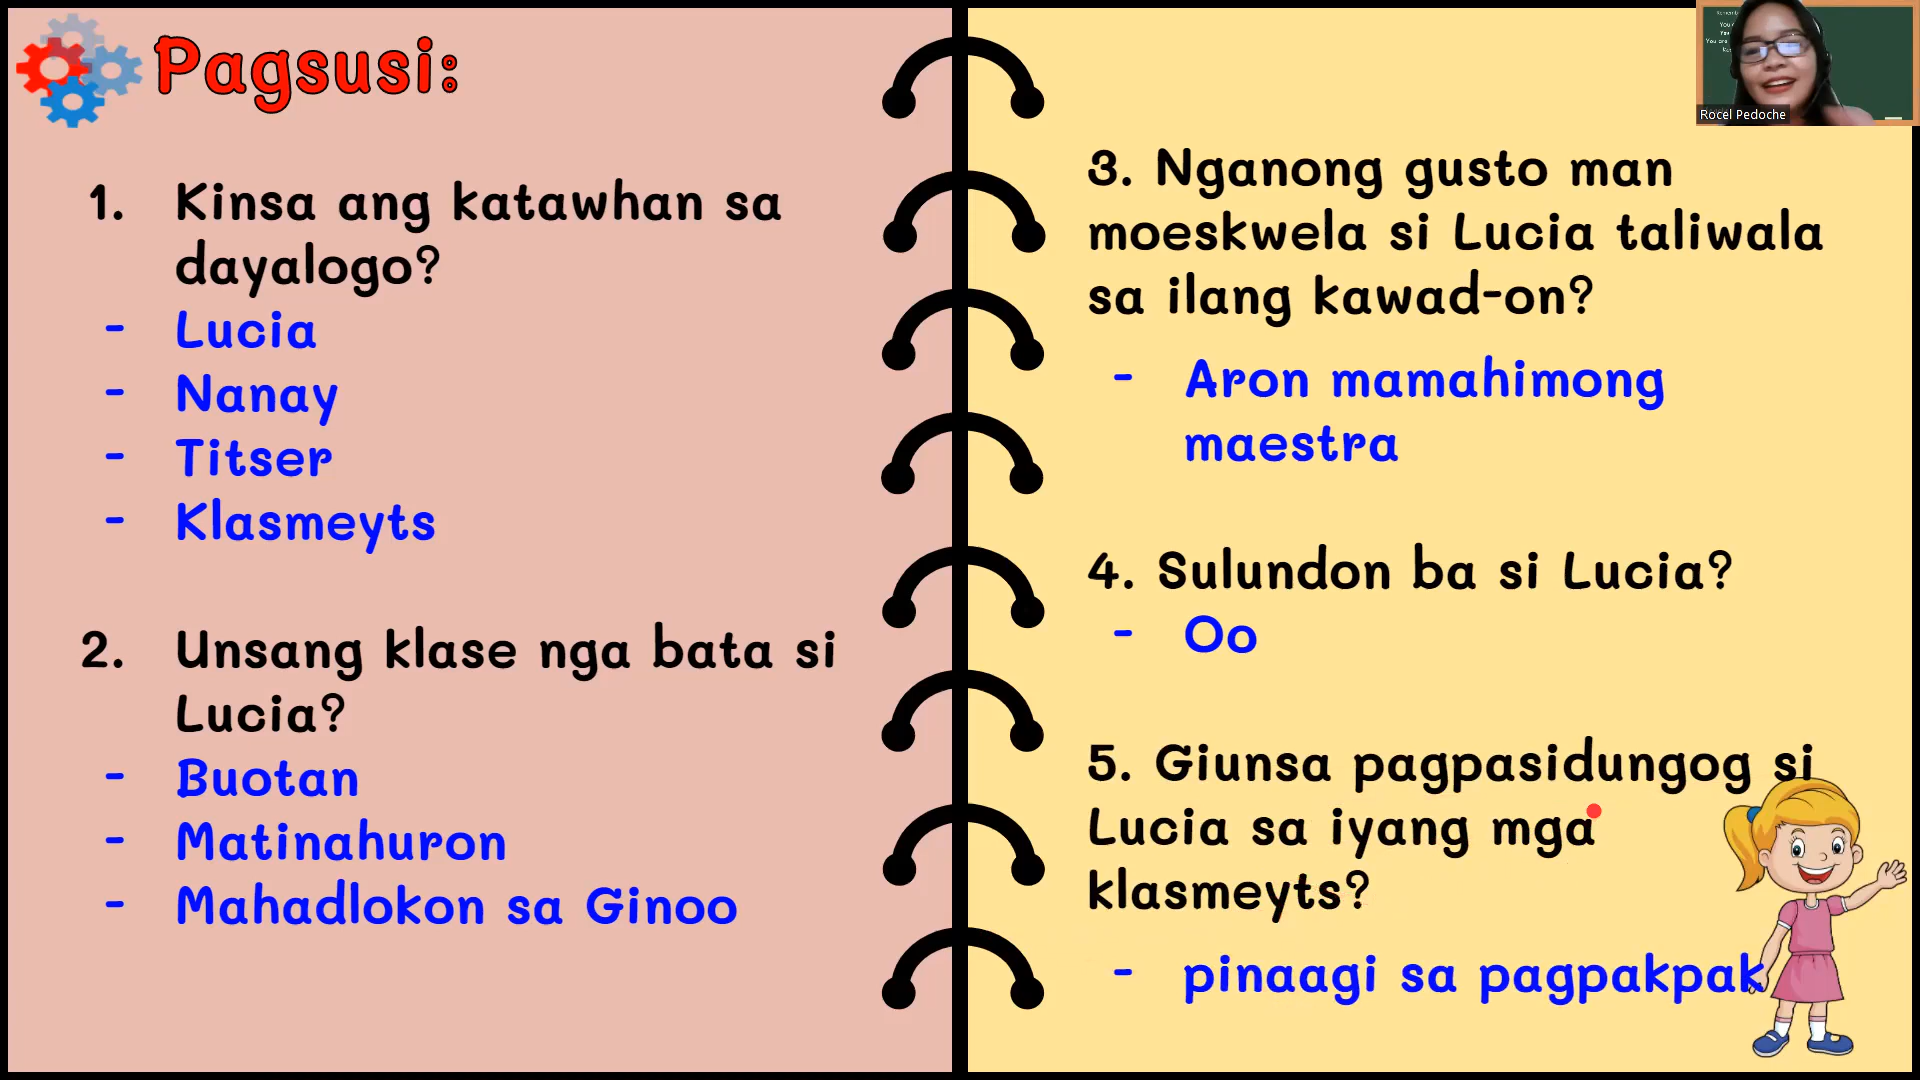 Pagsusi:
1. Kinsa ang katawhan sa
dayalogo?
- Lucia
- Nanay
- Titser
- Klasmeyts
2. Unsang klase nga bata si
Lucia?
- Buotan
- Matinahuron
- Mahadlokon sa Ginoo
3. Nganong gusto man
moeskwela si Lucia taliwala
sa ilang kawad-on?
- Aron mamahimong
maestra
4. Sulundon ba si Lucia?
- Oo
5. Giunsa pagpasidungog si
Lucia sa iyang mga
klasmeyts?
- pinaagi sa pagpakpak
Rocel Pedoche